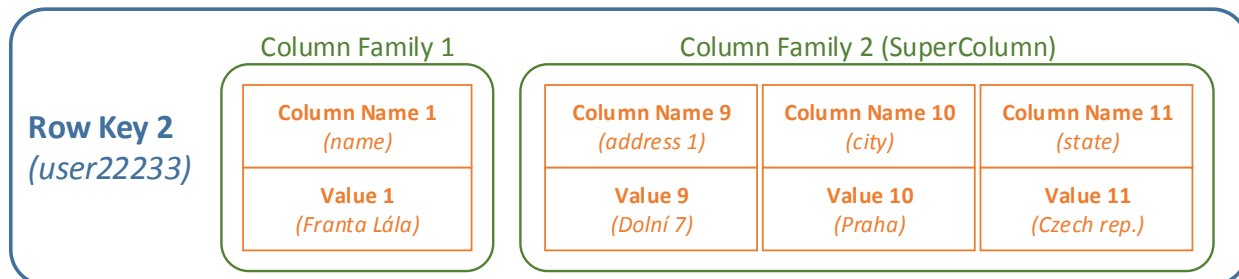 Column Family 1
Column Family 2 (SuperColumn)
Row Key 2
(user22233)
Column Name 1
(name)
Value 1
(Franta Lála)
Column Name 9
(address 1)
Column Name 10
(city)
Column Name 11
(state)
Value 9
(Dolní 7)
Value 10
(Praha)
Value 11
(Czech rep.)